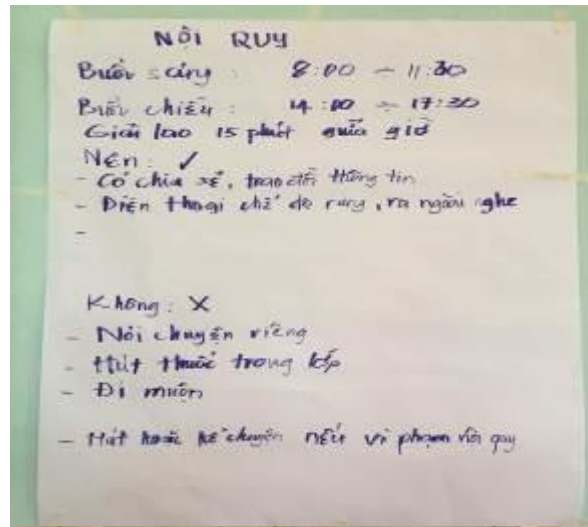 NỘI QUY
Buổi sáng : 8:00 - 11:30
Buổi chiều : 14:00 - 17:30
Giải lao 15 phút giữa giờ
NÊn: ✓
- Có chia sẻ, trao đổi thông tin
- Điện thoại chế độ rung, ra ngoài nghe
-
Không: X
- Nói chuyện riêng
- Hút thuốc trong lớp
- Đi muộn
- Hát hoặc kể chuyện nếu vi phạm nội quy